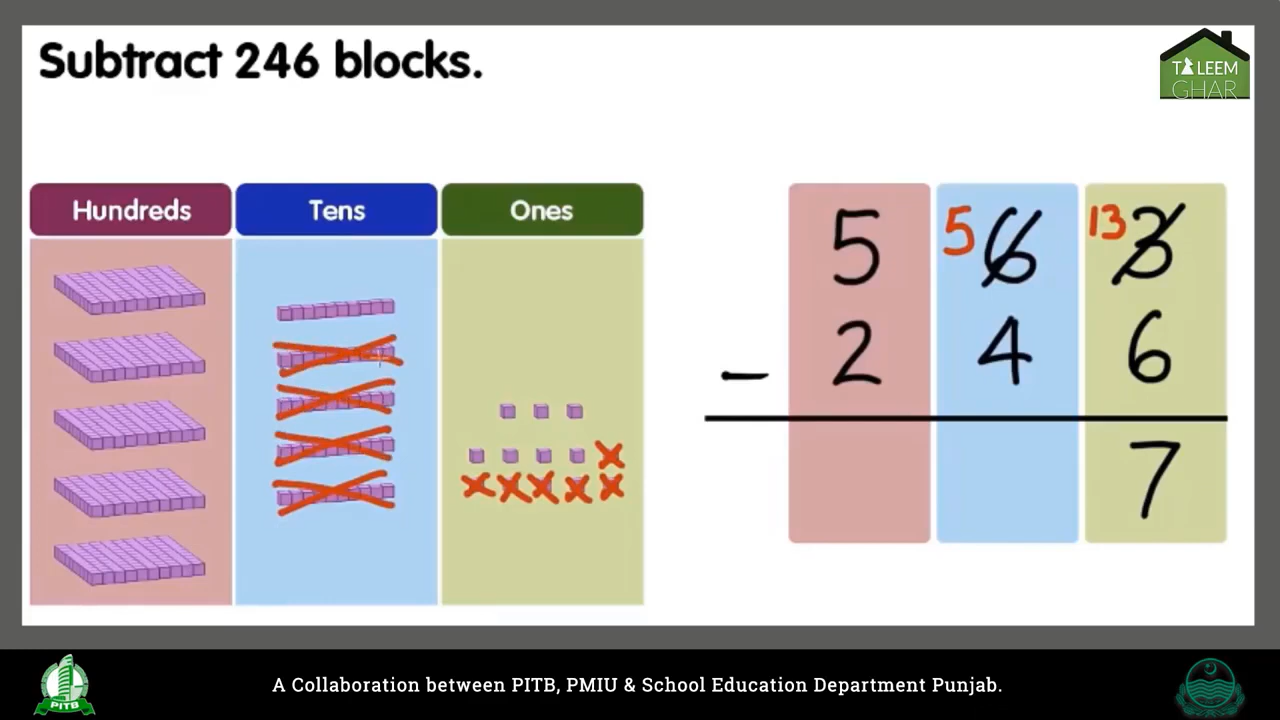 Subtract 246 blocks.
TALEEM
GHAR
Hundreds Tens Ones
5 5 6 13 3
- 2 4 6
7
PITB
A Collaboration between PITB, PMIU & School Education Department Punjab.